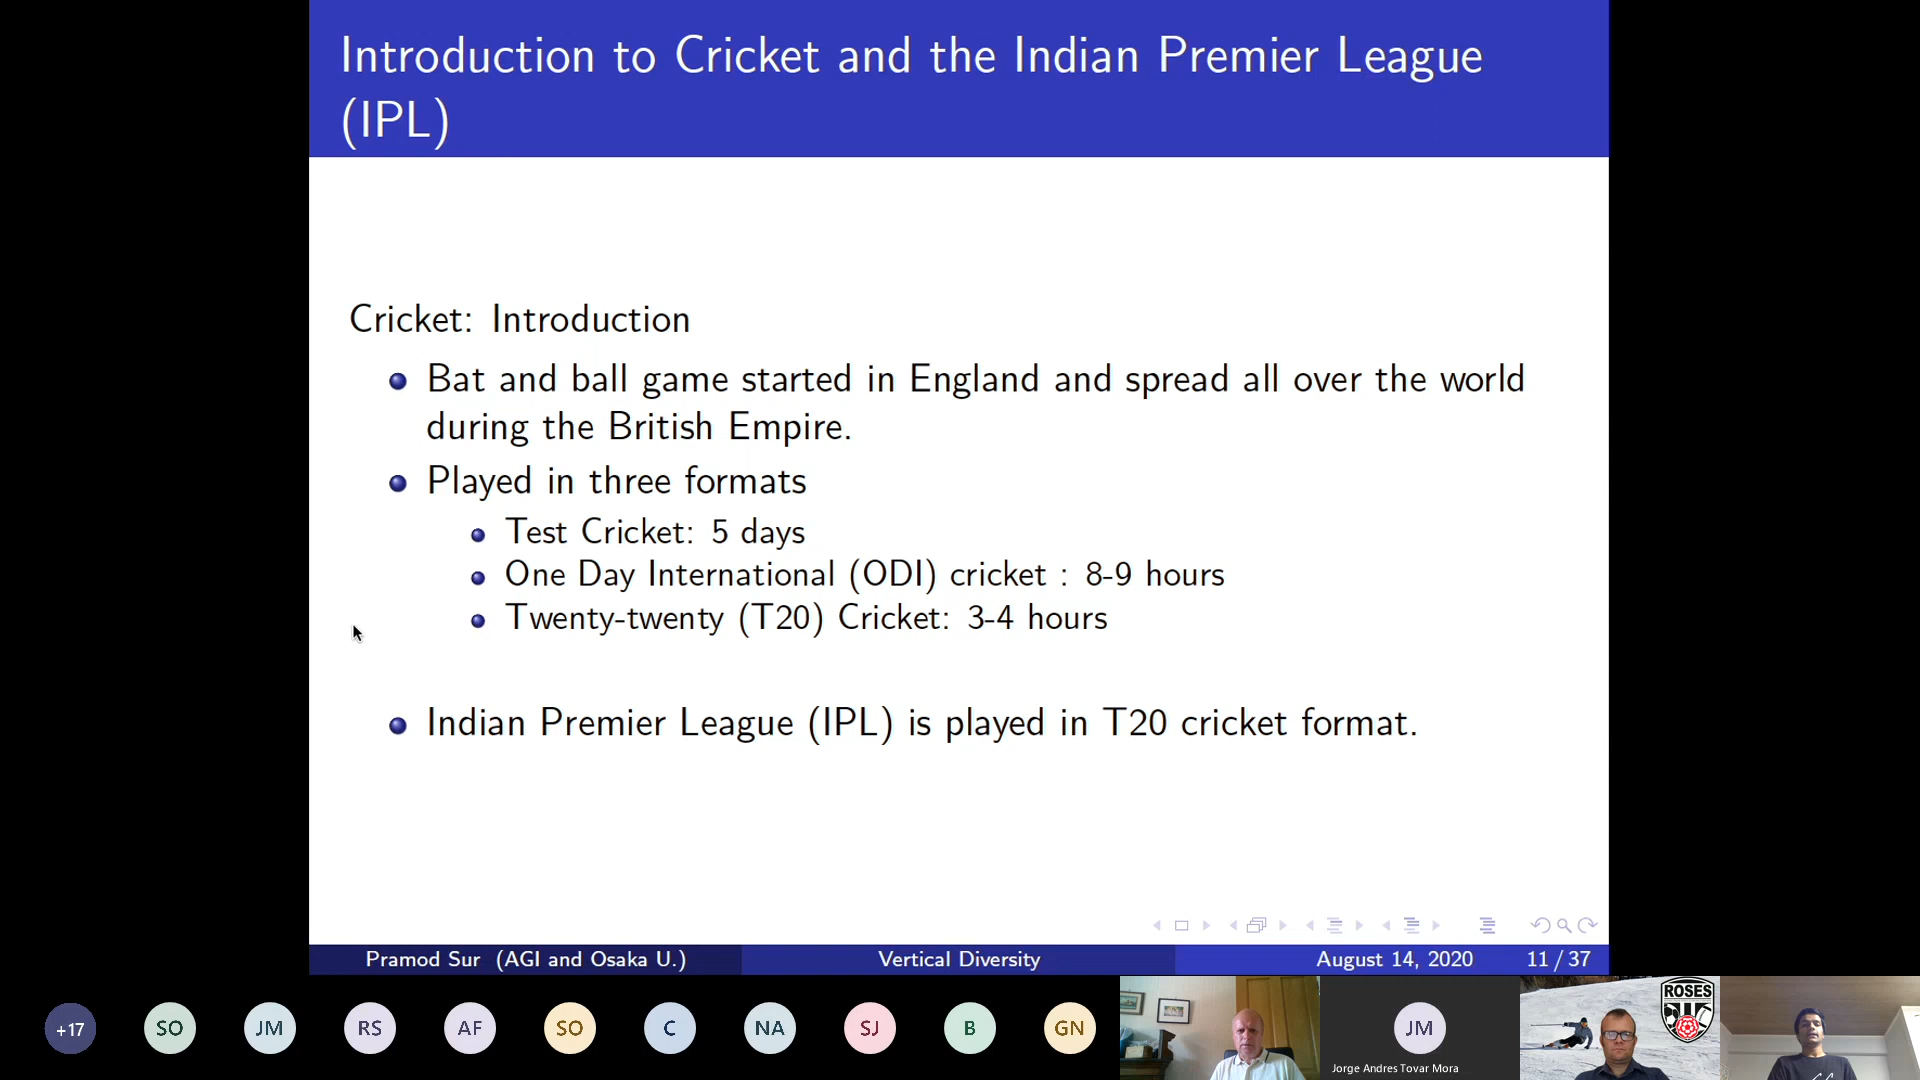 Introduction to Cricket and the Indian Premier League
(IPL)
Cricket: Introduction
Bat and ball game started in England and spread all over the world
during the British Empire.
Played in three formats
Test Cricket: 5 days
One Day International (ODI) cricket : 8-9 hours
Twenty-twenty (T20) Cricket: 3-4 hours
Indian Premier League (IPL) is played in T20 cricket format.
Pramod Sur (AGI and Osaka U.)
Vertical Diversity
August 14, 2020
11 / 37
+17
SO
JM
RS
AF
SO
C
NA
SJ
B
GN
JM
Jorge Andres Tovar Mora
ROSES